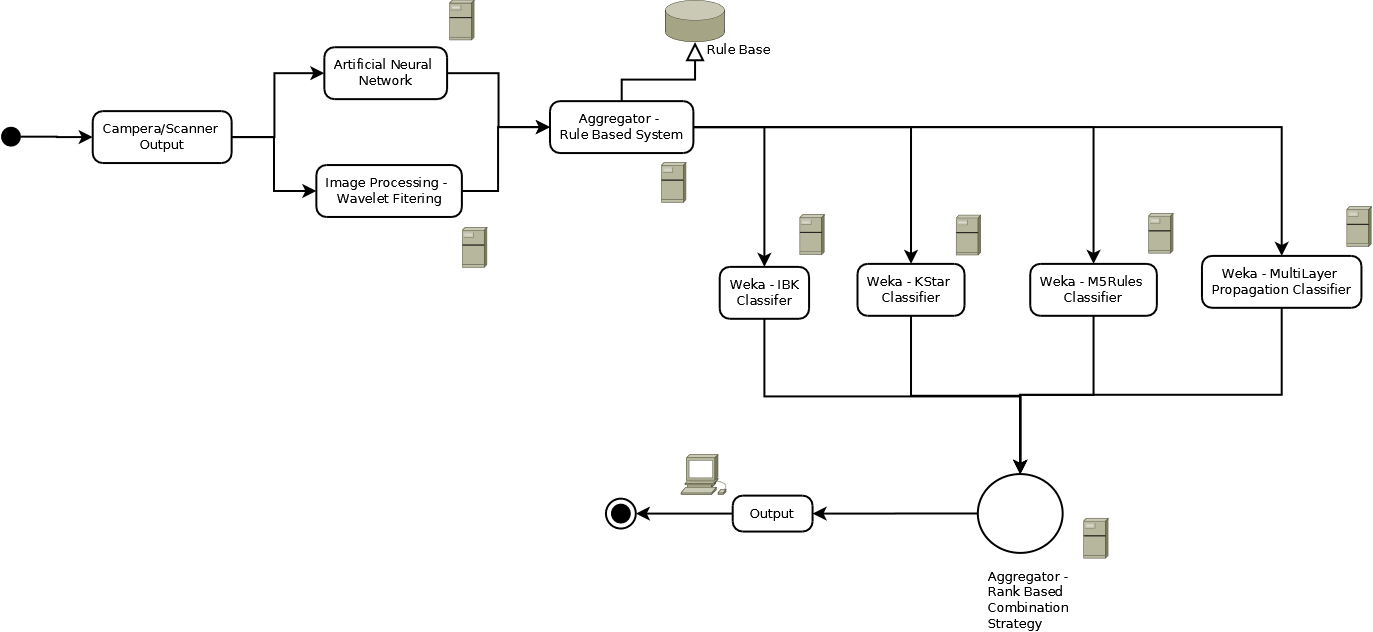 Rule Base
Artificial Neural
Network
Campera/Scanner
Output
Aggregator -
Rule Based System
Image Processing -
Wavelet Fitering
Weka - IBK
Classifer
Weka - KStar
Classifier
Weka - M5Rules
Classifier
Weka - MultiLayer
Propagation Classifier
Output
Aggregator -
Rank Based
Combination
Strategy